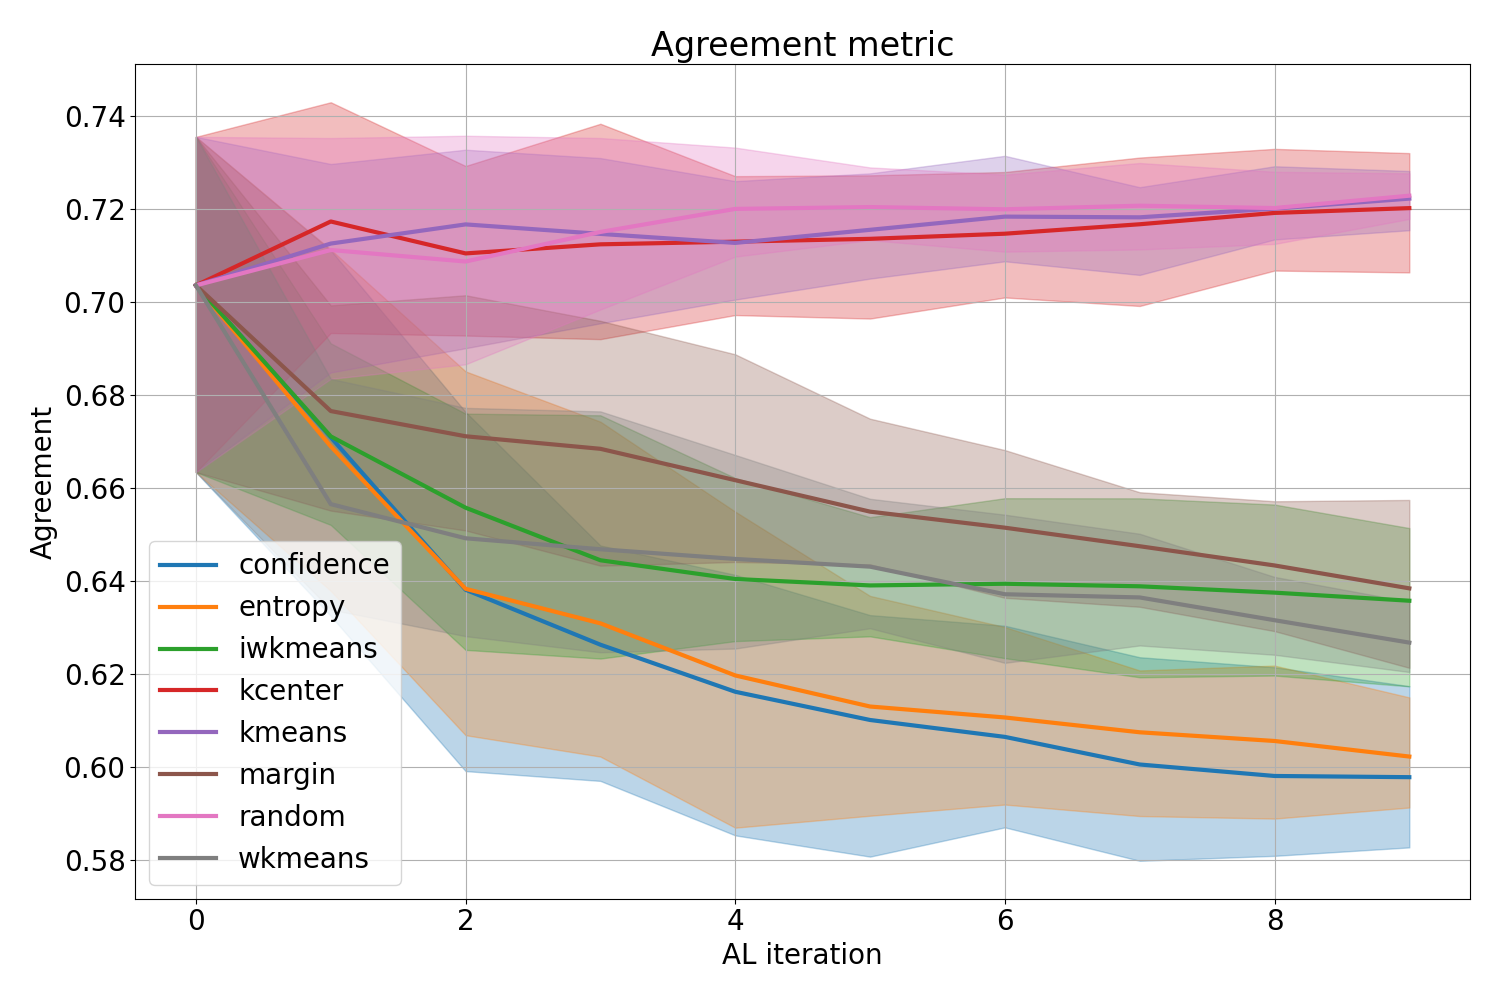 Agreement metric
Agreement
0.74
0.72
0.70
0.68
0.66
0.64
0.62
0.60
0.58
confidence
entropy
iwkmeans
kcenter
kmeans
margin
random
wkmeans
0 2 4 6 8
AL iteration